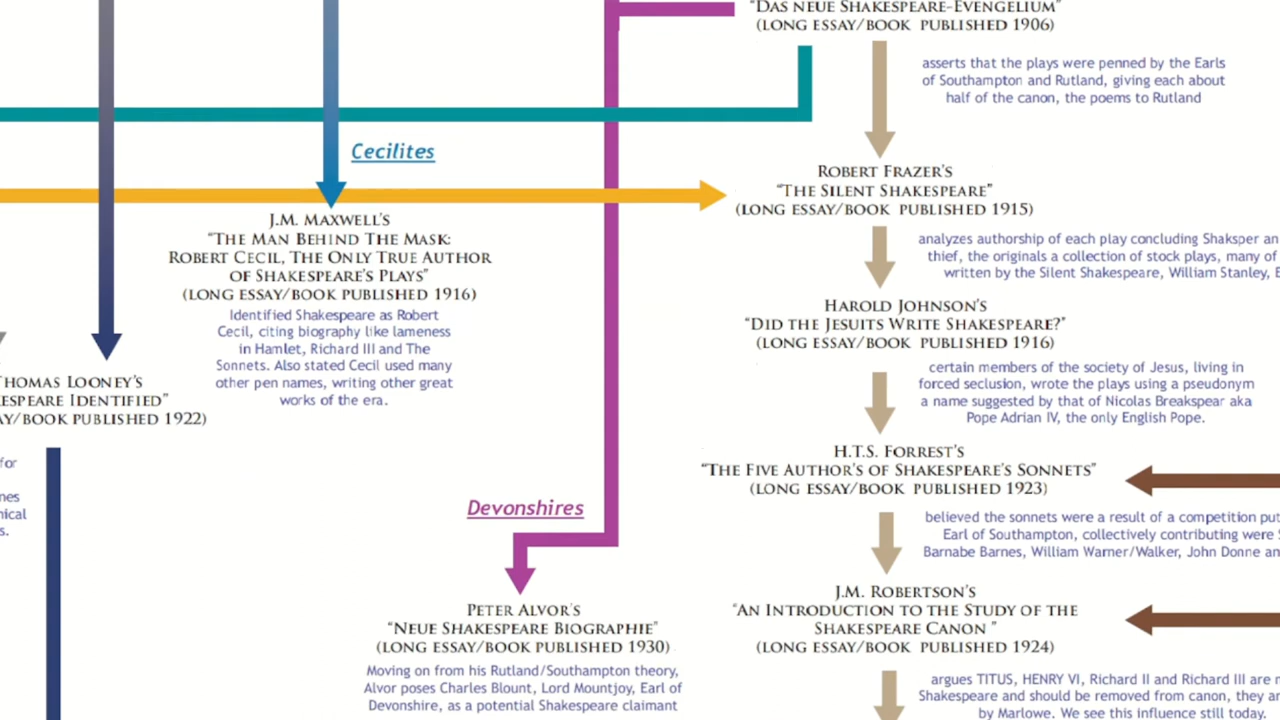 "Das neue Shakespeare-Evengelium"
(long essay/book published 1906)
asserts that the plays were penned by the Earls
of Southampton and Rutland, giving each about
half of the canon, the poems to Rutland
Cecilites
Robert Frazer's
"The Silent Shakespeare"
(long essay/book published 1915)
J.M. Maxwell's
"The Man Behind The Mask:
Robert Cecil, The Only True Author
of Shakespeare's Plays"
(long essay/book published 1916)
Identified Shakespeare as Robert
Cecil, citing biography like lameness
in Hamlet, Richard III and The
Sonnets. Also stated Cecil used many
other pen names, writing other great
works of the era.
analyzes authorship of each play concluding Shaksper an
thief, the originals a collection of stock plays, many of
written by the Silent Shakespeare, William Stanley, E
Harold Johnson's
"Did the Jesuits Write Shakespeare?"
(long essay/book published 1916)
certain members of the society of Jesus, living in
forced seclusion, wrote the plays using a pseudonym
a name suggested by that of Nicolas Breakspear aka
Pope Adrian IV, the only English Pope.
homas Looney's
espeare Identified"
ay/book published 1922)
for
nes
nical
s.
H.T.S. Forrest's
"The Five Author's of Shakespeare's Sonnets"
(long essay/book published 1923)
believed the sonnets were a result of a competition put
Earl of Southampton, collectively contributing were S
Barnabe Barnes, William Warner/Walker, John Donne an
Devonshires
Peter Alvor's
"Neue Shakespeare Biographie"
(long essay/book published 1930)
Moving on from his Rutland/Southampton theory,
Alvor poses Charles Blount, Lord Mountjoy, Earl of
Devonshire, as a potential Shakespeare claimant
J.M. Robertson's
"An Introduction to the Study of the
Shakespeare Canon "
(long essay/book published 1924)
argues TITUS, HENRY VI, Richard II and Richard III are n
Shakespeare and should be removed from canon, they ar
by Marlowe. We see this influence still today.